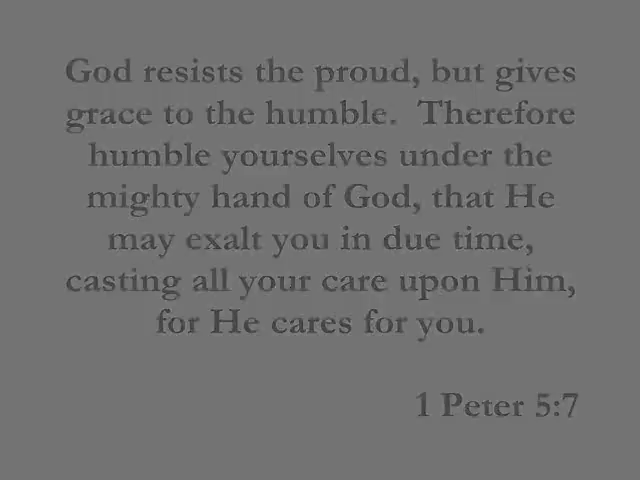 God resists the proud, but gives
grace to the humble.  Therefore
humble yourselves under the
mighty hand of God, that He
may exalt you in due time,
casting all your care upon Him,
for He cares for you.
1 Peter 5:7